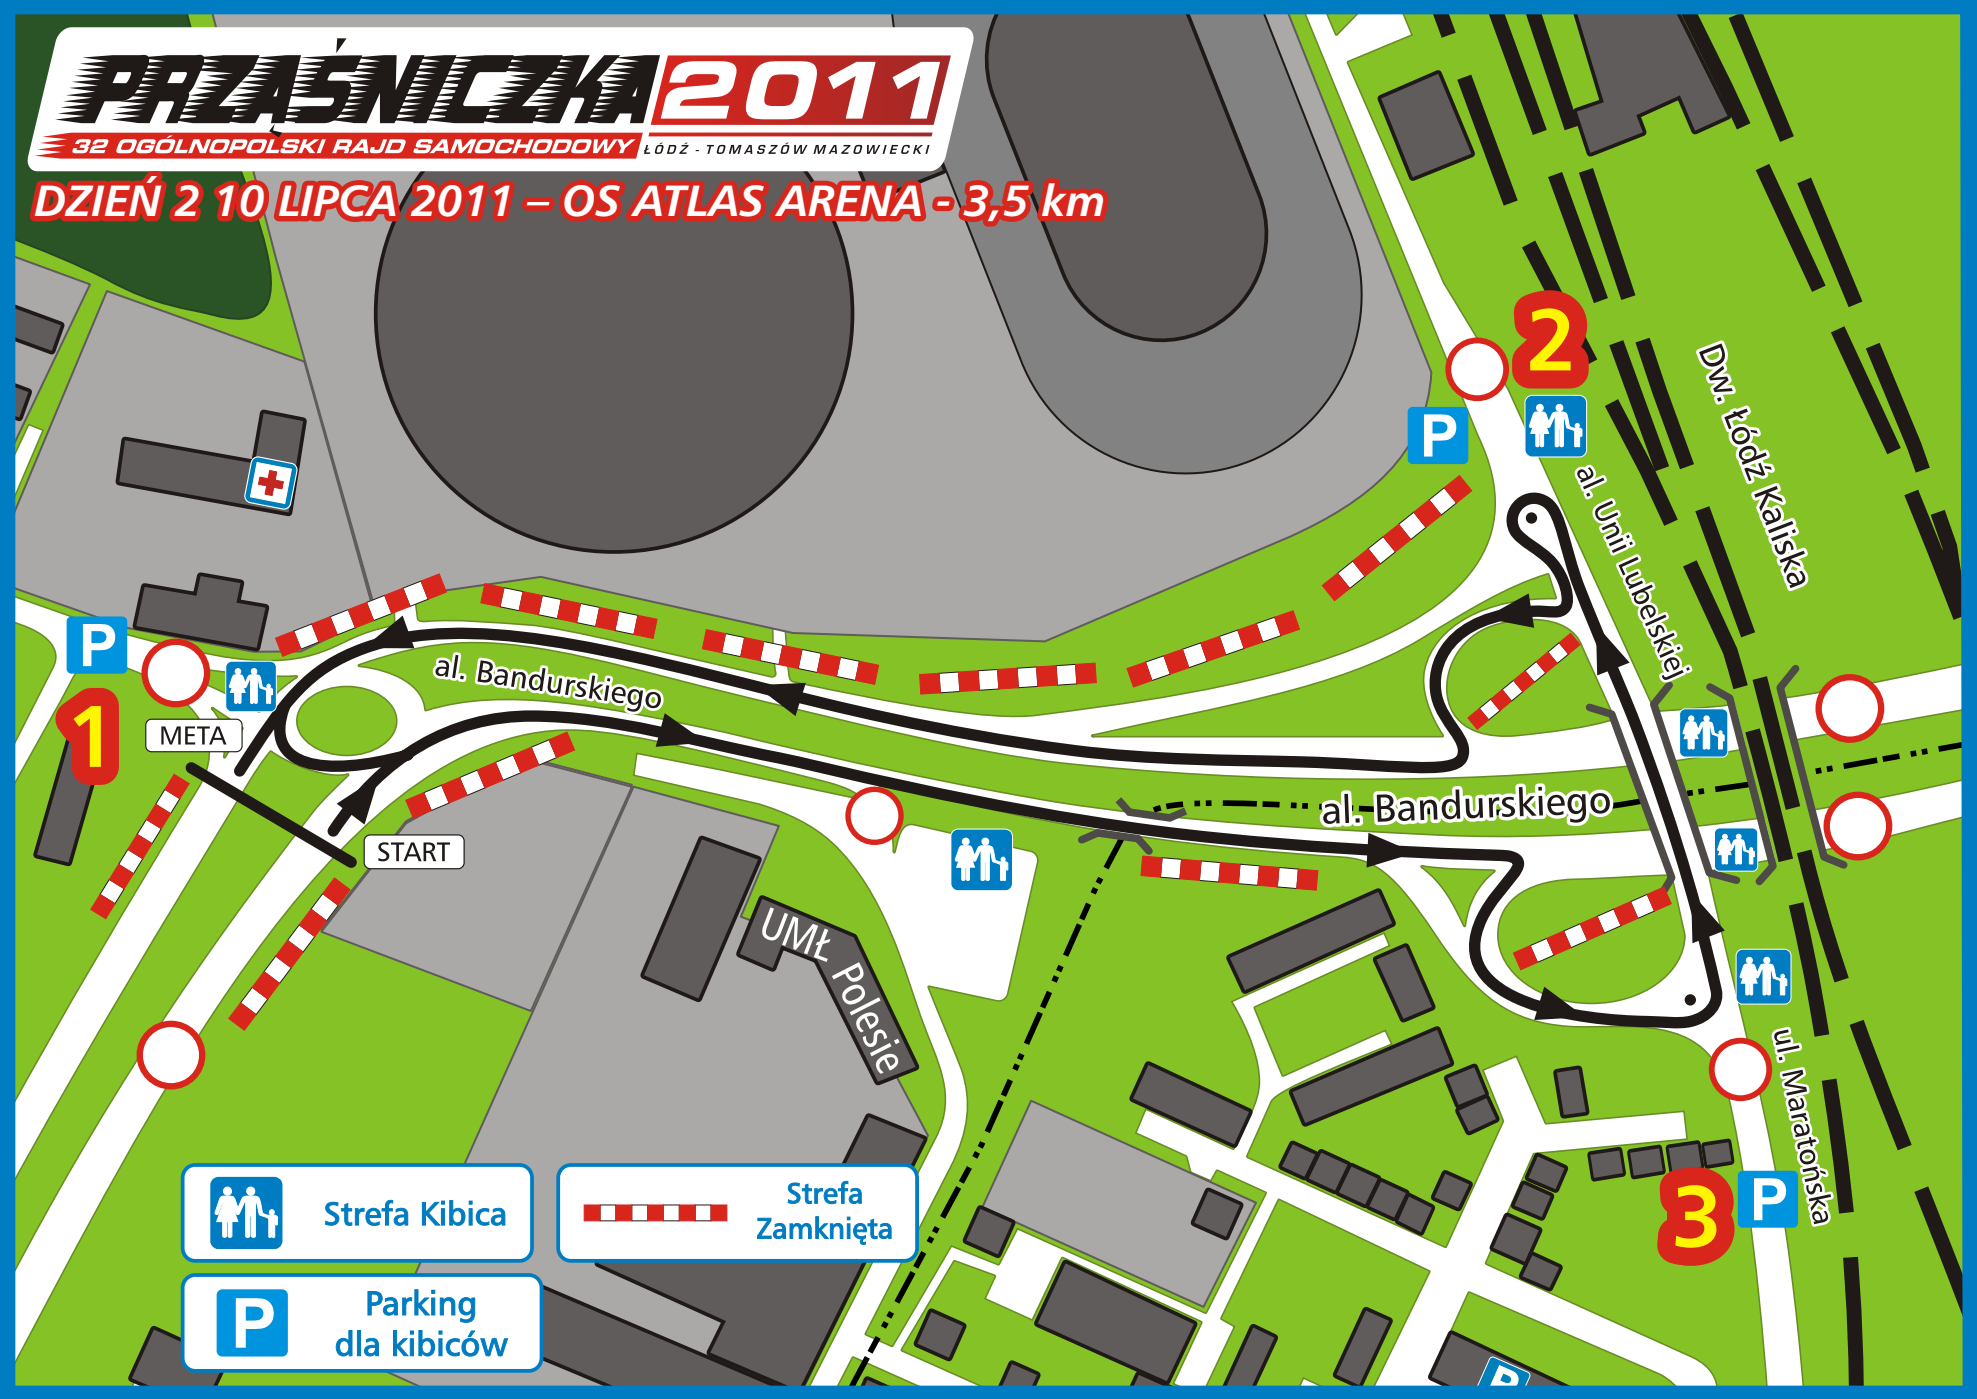 PRZAŚNICZKA 2011
32 OGÓLNOPOLSKI RAJD SAMOCHODOWY
ŁÓDŹ - TOMASZÓW MAZOWIECKI
DZIEŃ 2 10 LIPCA 2011 – OS ATLAS ARENA - 3,5 km
2
P
Dw. Łódź Kaliska
al. Unii Lubelskiej
P
1
META
al. Bandurskiego
START
al. Bandurskiego
UMŁ Polesie
ul. Maratońska
3
P
Strefa Kibica
Strefa
Zamknięta
P
Parking
dla kibiców
P